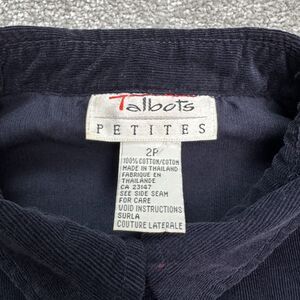 Talbots
PETITES
2P
100% COTTON/COTON
MADE IN THAILAND
FABRIQUE EN
THAILANDE
CA 23147
SEE SIDE SEAM
FOR CARE
VOID INSTRUCTIONS
SURLA
COUTURE LATERALE